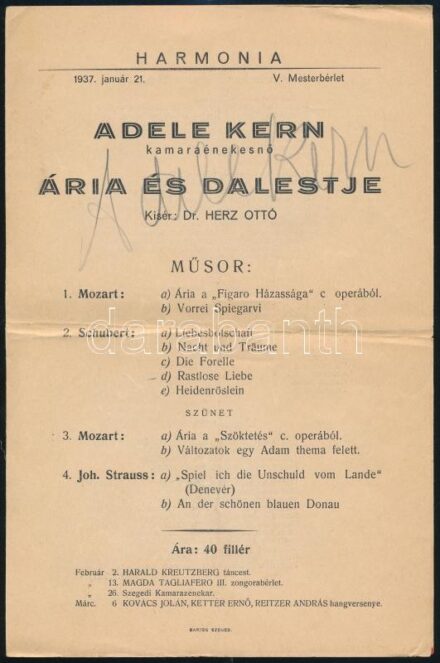 HARMONIA
1937. január 21. V. Mesterbérlet
ADELE KERN
kamaraénekesnő
Adele Kern
ÁRIA ÉS DALESTJE
Kisér: Dr. HERZ OTTÓ
MŰSOR:
1. Mozart: a) Ária a „Figaro Házassága" c operából.
b) Vorrei Spiegarvi
2. Schubert: a) Liebesbotschaft
b) Nacht und Träume
darabanth
c) Die Forelle
d) Rastlose Liebe
e) Heidenröslein
SZÜNET
3. Mozart: a) Ária a „Szöktetés" c. operából.
b) Változatok egy Adam thema felett.
4. Joh. Strauss: a) „Spiel ich die Unschuld vom Lande"
(Denevér)
b) An der schönen blauen Donau
Ára: 40 fillér
Február 2. HARALD KREUTZBERG táncest.
„ 13. MAGDA TAGLIAFERO III. zongorabérlet.
„ 26. Szegedi Kamarazenekar.
Márc. 6 KOVÁCS JOLÁN, KETTER ERNŐ, REITZER ANDRÁS hangversenye.